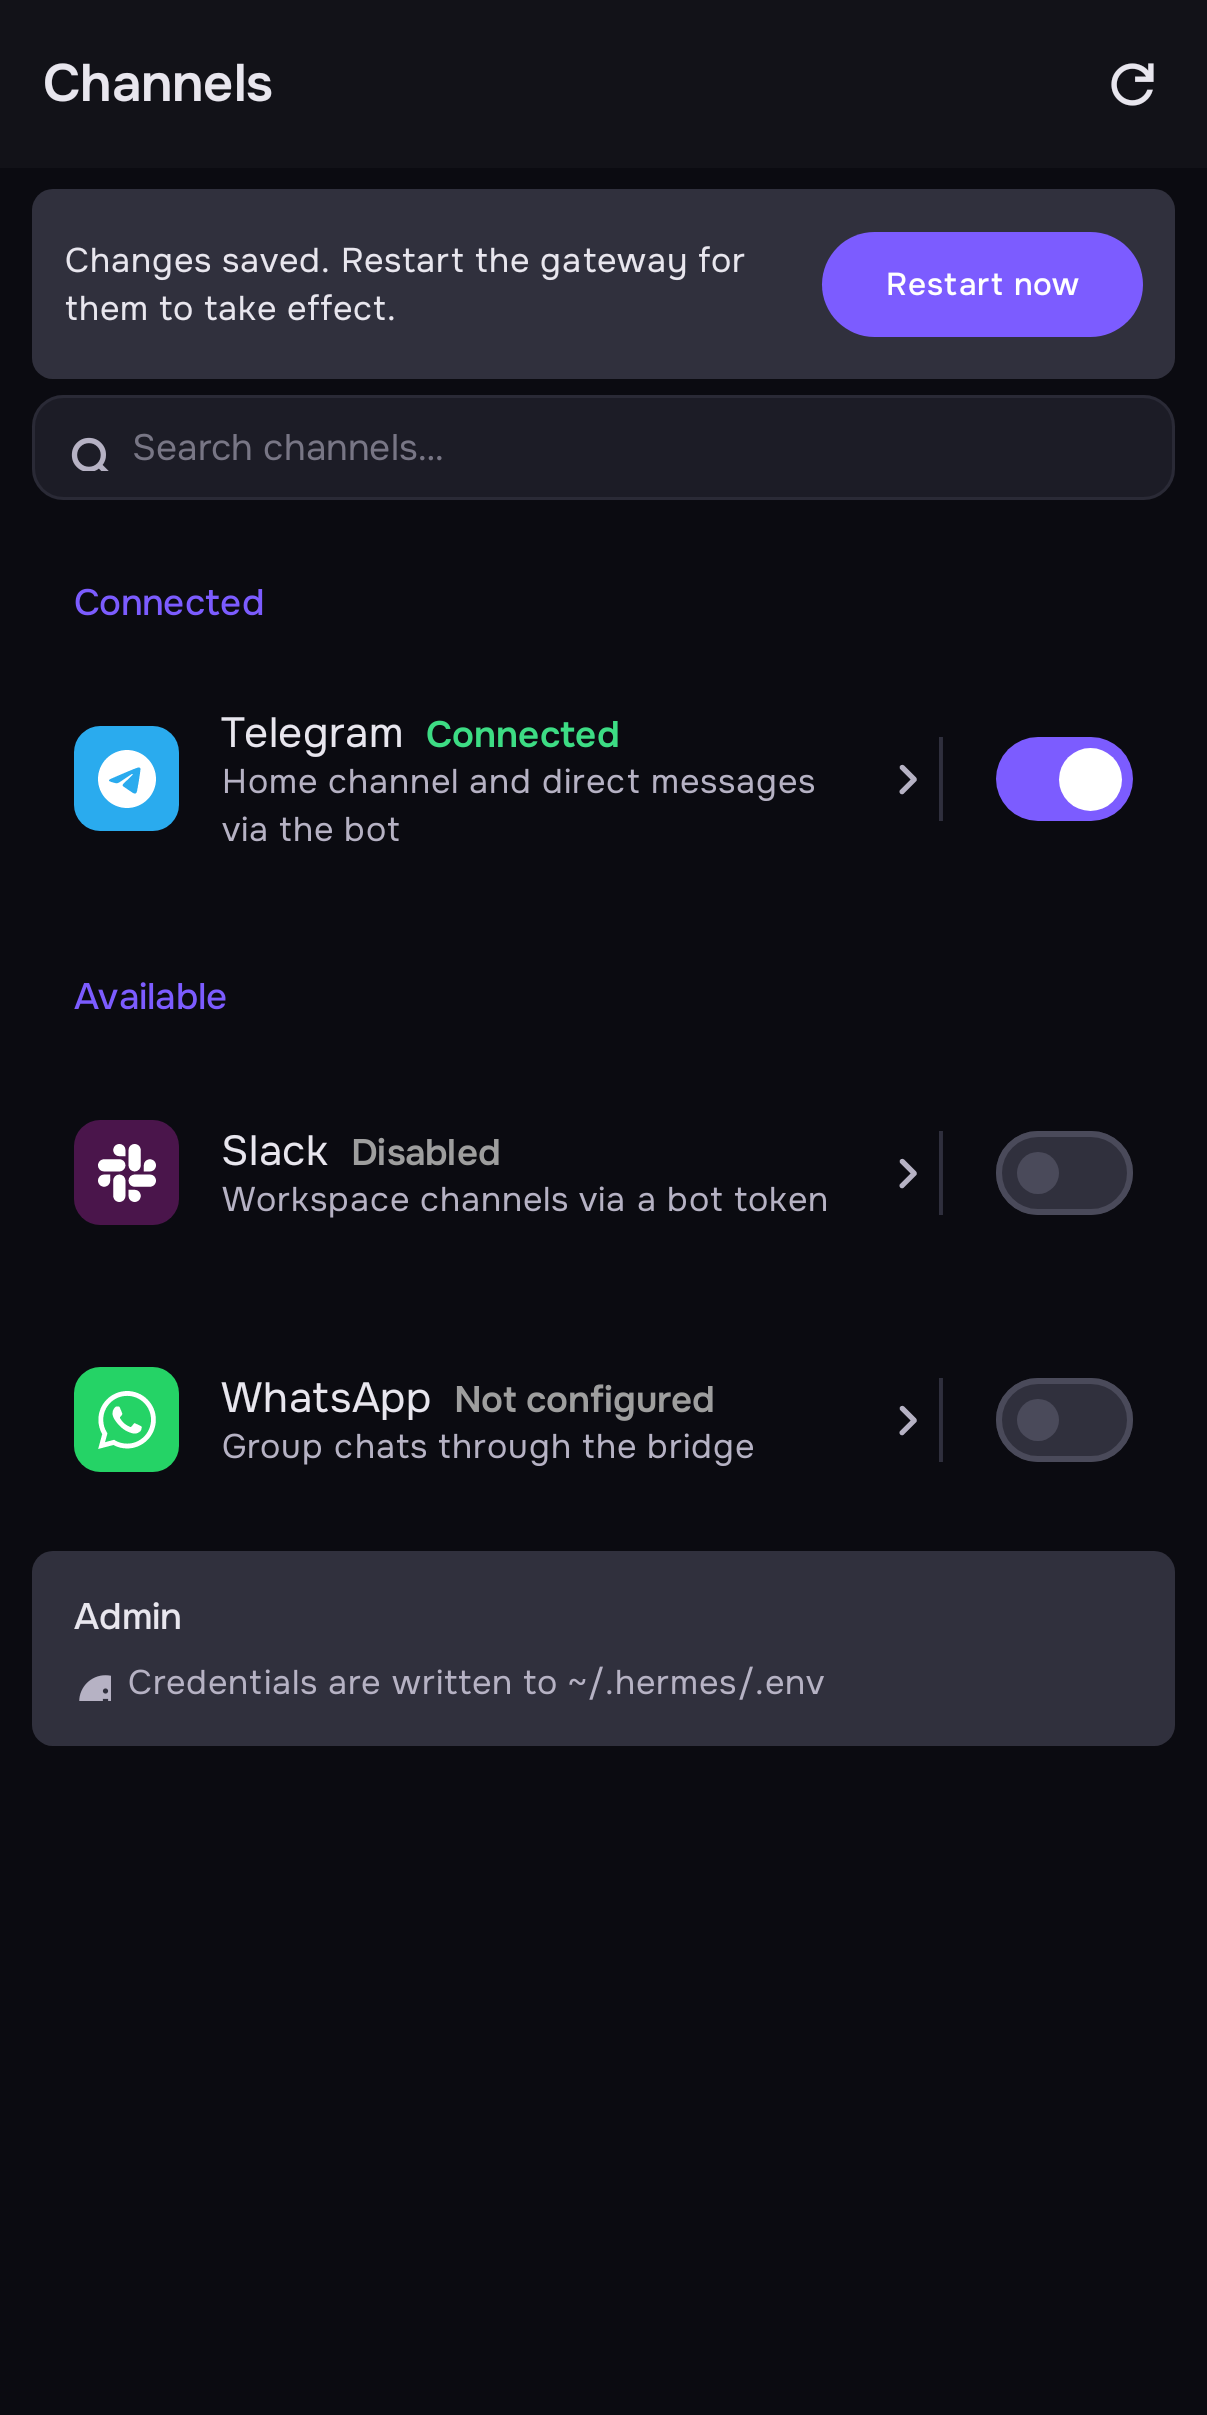 Channels
Changes saved. Restart the gateway for
them to take effect.
Restart now
Search channels...
Connected
Telegram Connected
Home channel and direct messages
via the bot
Available
Slack Disabled
Workspace channels via a bot token
WhatsApp Not configured
Group chats through the bridge
Admin
Credentials are written to ~/.hermes/.env